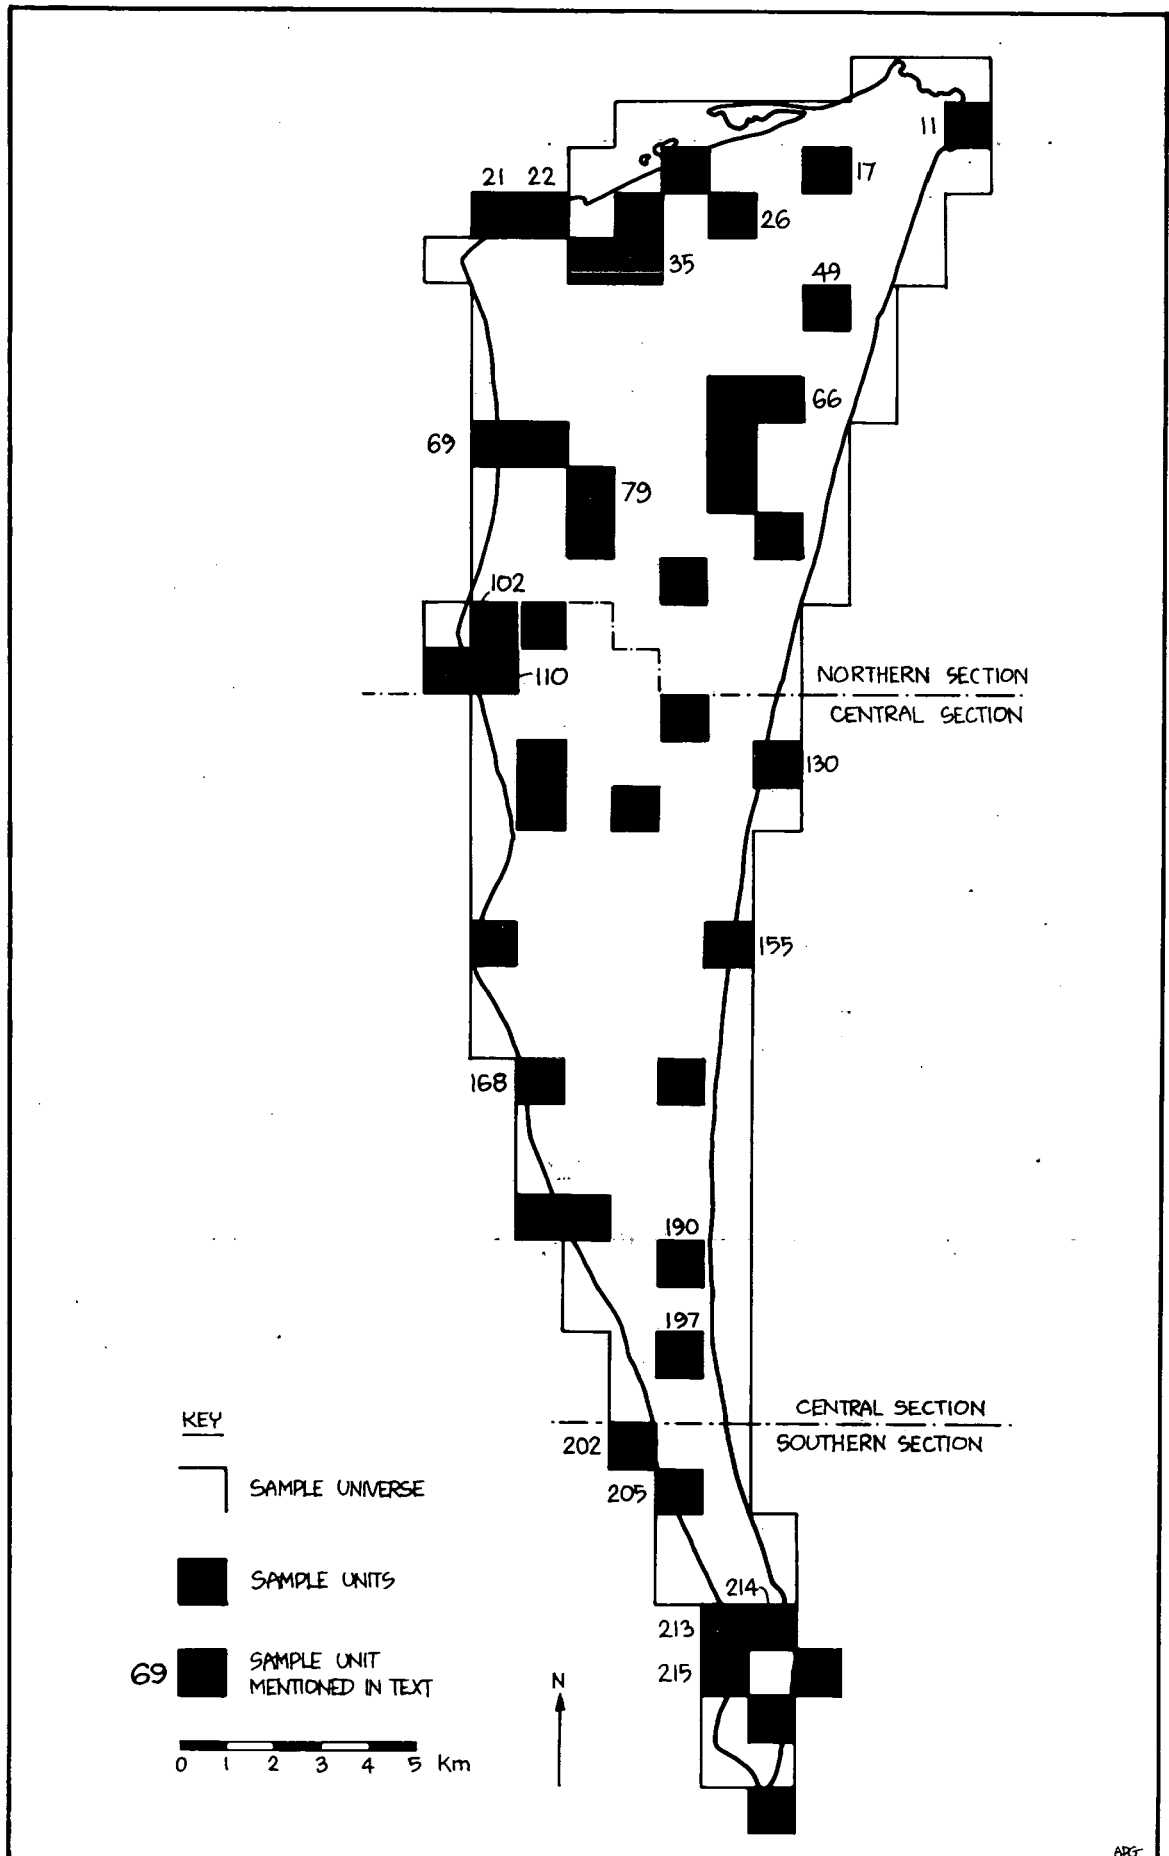 11
17
21 22
26
35
49
66
69
79
102
110
NORTHERN SECTION
CENTRAL SECTION
130
155
168
190
197
CENTRAL SECTION
SOUTHERN SECTION
202
205
214
213
215
KEY
SAMPLE UNIVERSE
SAMPLE UNITS
69
SAMPLE UNIT
MENTIONED IN TEXT
0 1 2 3 4 5 Km
N